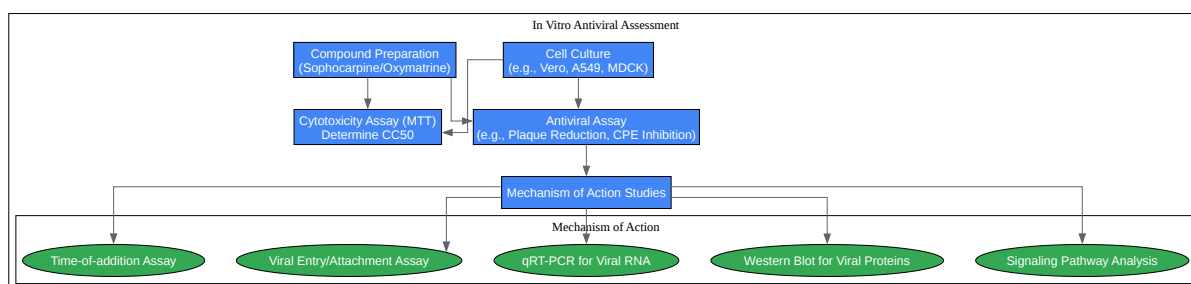 In Vitro Antiviral Assessment
Compound Preparation
(Sophocarpine/Oxymatrine)
Cell Culture
(e.g., Vero, A549, MDCK)
Cytotoxicity Assay (MTT)
Determine CC50
Antiviral Assay
(e.g., Plaque Reduction, CPE Inhibition)
Mechanism of Action Studies
Mechanism of Action
Time-of-addition Assay
Viral Entry/Attachment Assay
qRT-PCR for Viral RNA
Western Blot for Viral Proteins
Signaling Pathway Analysis